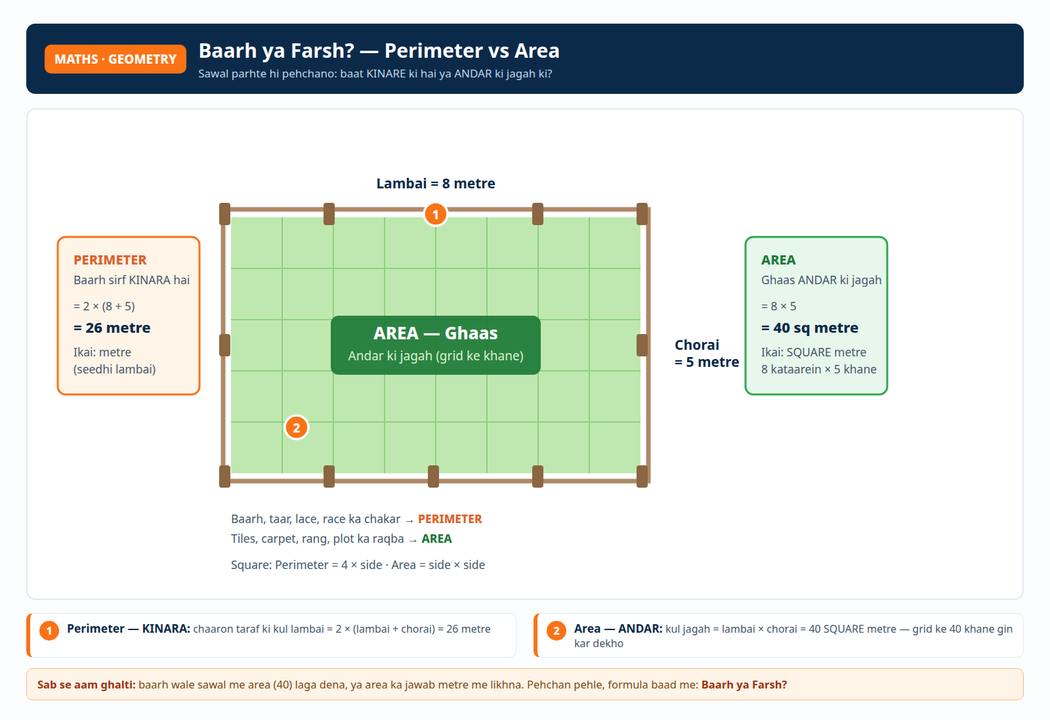 MATHS · GEOMETRY
Baarh ya Farsh? — Perimeter vs Area
Sawal parhte hi pehchano: baat KINARE ki hai ya ANDAR ki jagah ki?
Lambai = 8 metre
1
PERIMETER
Baarh sirf KINARA hai
= 2 × (8 + 5)
= 26 metre
Ikai: metre
(seedhi lambai)
AREA — Ghaas
Andar ki jagah (grid ke khane)
2
Chorai
= 5 metre
AREA
Ghaas ANDAR ki jagah
= 8 × 5
= 40 sq metre
Ikai: SQUARE metre
8 kataarein × 5 khane
Baarh, taar, lace, race ka chakar → PERIMETER
Tiles, carpet, rang, plot ka raqba → AREA
Square: Perimeter = 4 × side · Area = side × side
1 Perimeter — KINARA: chaaron taraf ki kul lambai = 2 × (lambai + chorai) = 26 metre
2 Area — ANDAR: kul jagah = lambai × chorai = 40 SQUARE metre — grid ke 40 khane gin
kar dekho
Sab se aam ghalti: baarh wale sawal me area (40) laga dena, ya area ka jawab metre me likhna. Pehchan pehle, formula baad me: Baarh ya Farsh?